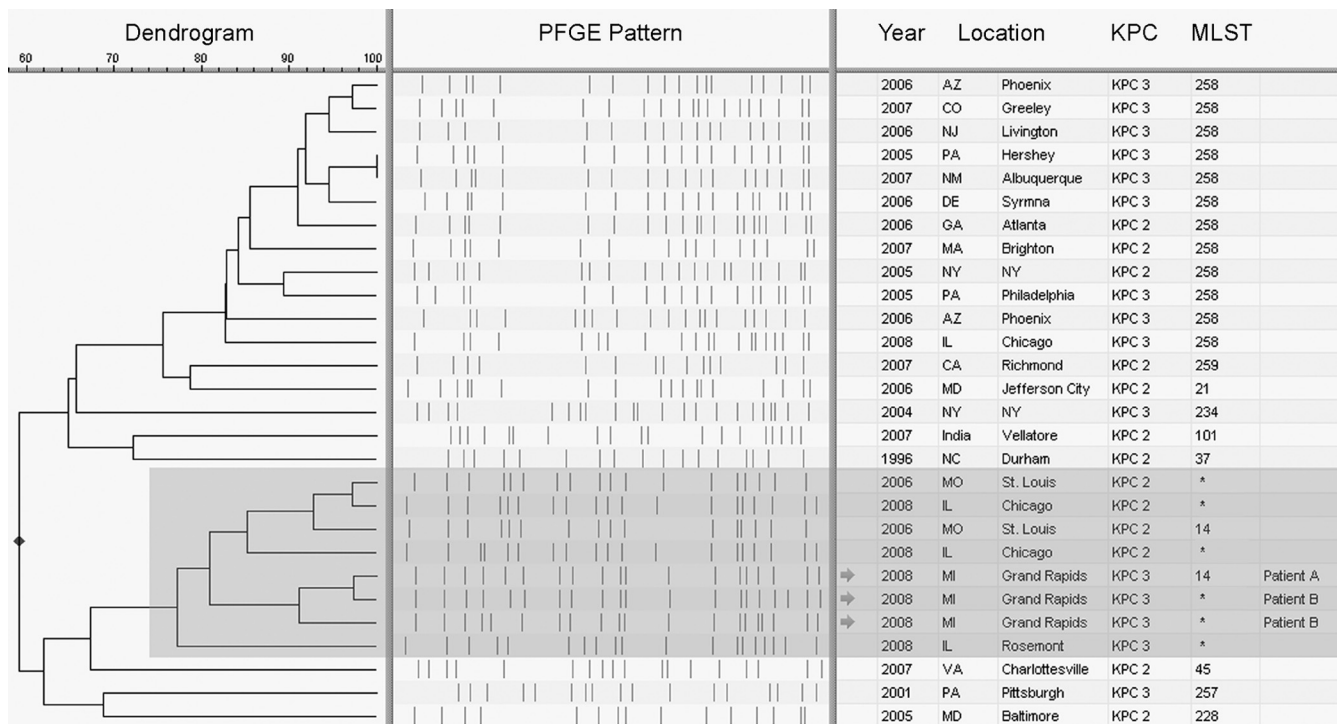 Dendrogram PFGE Pattern Year Location KPC MLST
60 70 80 90 100
2006 AZ Phoenix KPC 3 258
2007 CO Greeley KPC 3 258
2006 NJ Livington KPC 3 258
2005 PA Hershey KPC 3 258
2007 NM Albuquerque KPC 3 258
2006 DE Syrmna KPC 3 258
2006 GA Atlanta KPC 2 258
2007 MA Brighton KPC 2 258
2005 NY NY KPC 2 258
2005 PA Philadelphia KPC 3 258
2006 AZ Phoenix KPC 3 258
2008 IL Chicago KPC 3 258
2007 CA Richmond KPC 2 259
2006 MD Jefferson City KPC 2 21
2004 NY NY KPC 3 234
2007 India Vellatore KPC 2 101
1996 NC Durham KPC 2 37
2006 MO St. Louis KPC 2 *
2008 IL Chicago KPC 2 *
2006 MO St. Louis KPC 2 14
2008 IL Chicago KPC 2 *
2008 MI Grand Rapids KPC 3 14 Patient A
2008 MI Grand Rapids KPC 3 * Patient B
2008 MI Grand Rapids KPC 3 * Patient B
2008 IL Rosemont KPC 3 *
2007 VA Charlottesville KPC 2 45
2001 PA Pittsburgh KPC 3 257
2005 MD Baltimore KPC 2 228